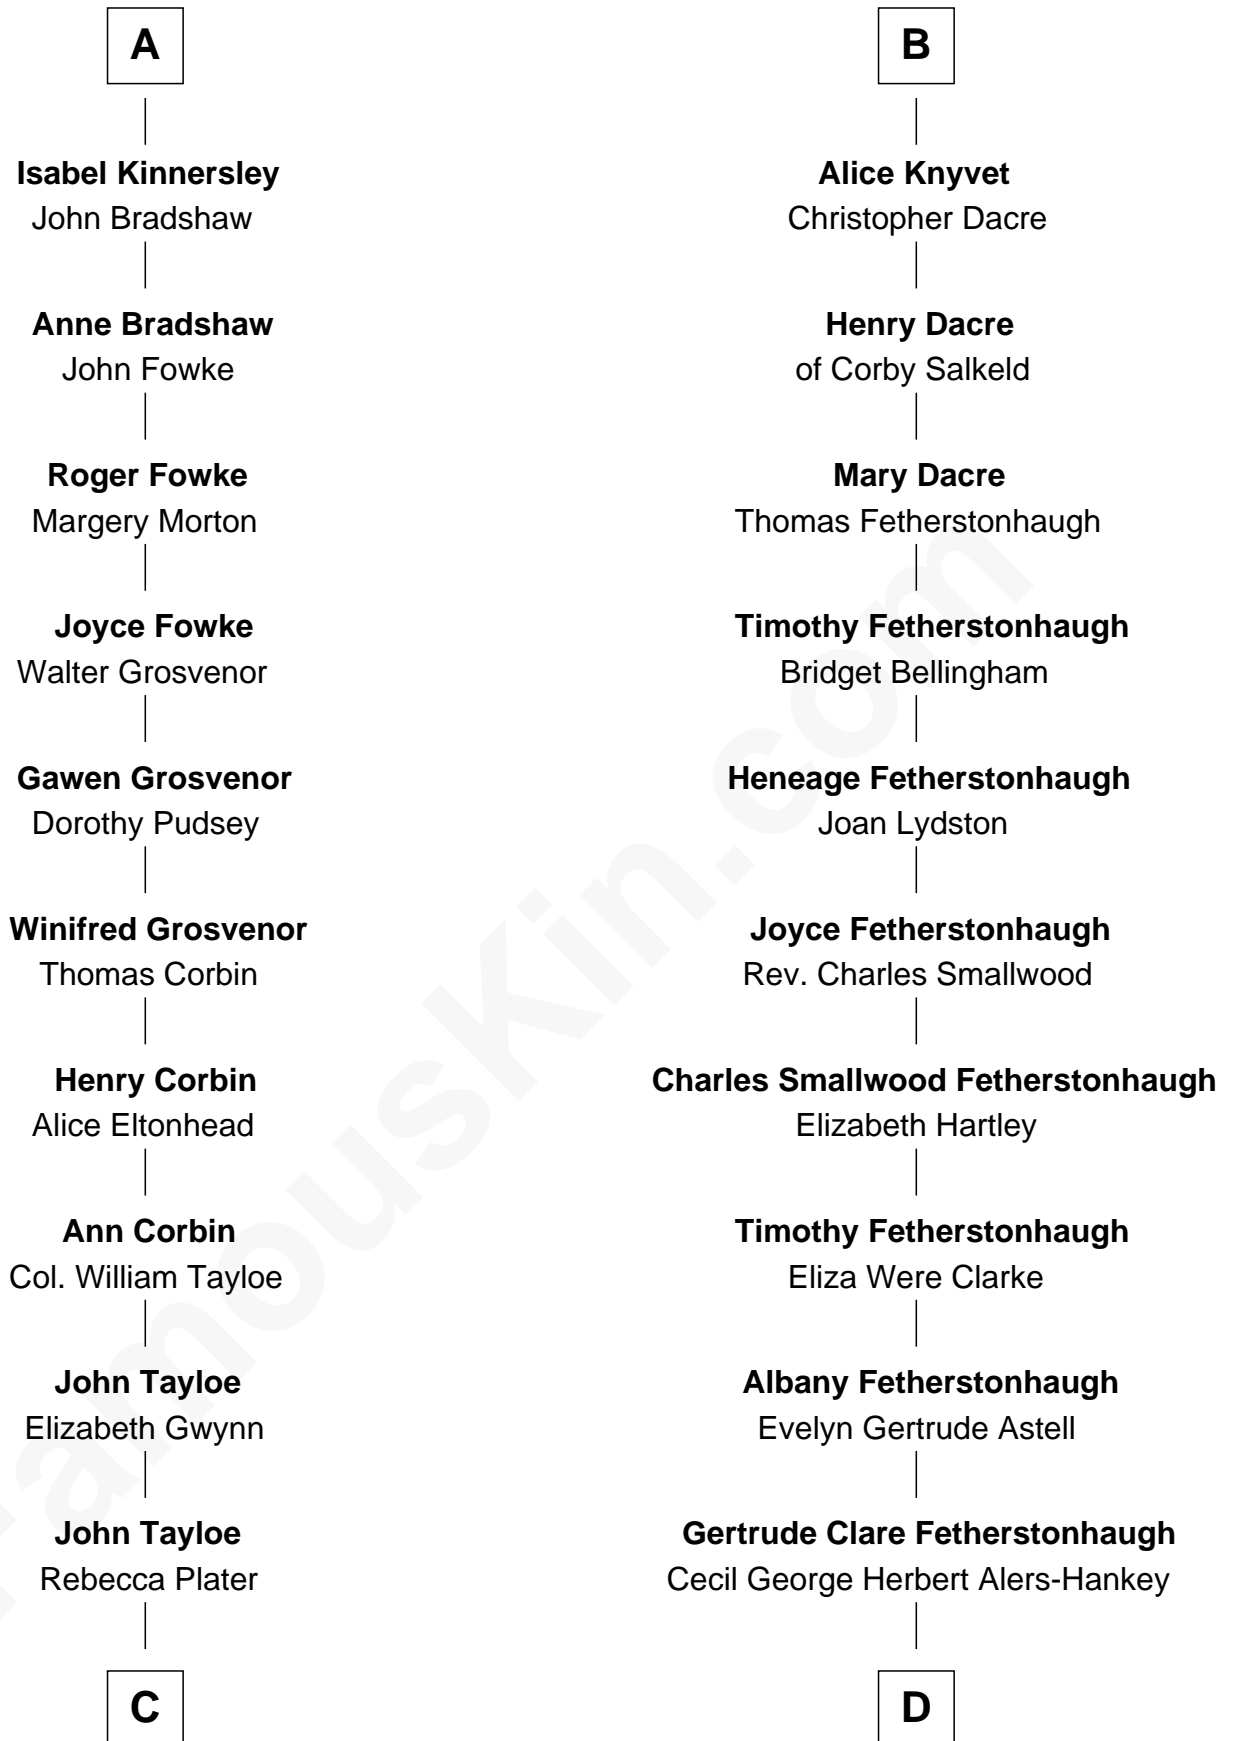 A
Isabel Kinnersley
John Bradshaw
Anne Bradshaw
John Fowke
Roger Fowke
Margery Morton
Joyce Fowke
Walter Grosvenor
Gawen Grosvenor
Dorothy Pudsey
Winifred Grosvenor
Thomas Corbin
Henry Corbin
Alice Eltonhead
Ann Corbin
Col. William Tayloe
John Tayloe
Elizabeth Gwynn
John Tayloe
Rebecca Plater
C
B
Alice Knyvet
Christopher Dacre
Henry Dacre
of Corby Salkeld
Mary Dacre
Thomas Fetherstonhaugh
Timothy Fetherstonhaugh
Bridget Bellingham
Heneage Fetherstonhaugh
Joan Lydston
Joyce Fetherstonhaugh
Rev. Charles Smallwood
Charles Smallwood Fetherstonhaugh
Elizabeth Hartley
Timothy Fetherstonhaugh
Eliza Were Clarke
Albany Fetherstonhaugh
Evelyn Gertrude Astell
Gertrude Clare Fetherstonhaugh
Cecil George Herbert Alers-Hankey
D
FamousKin.com